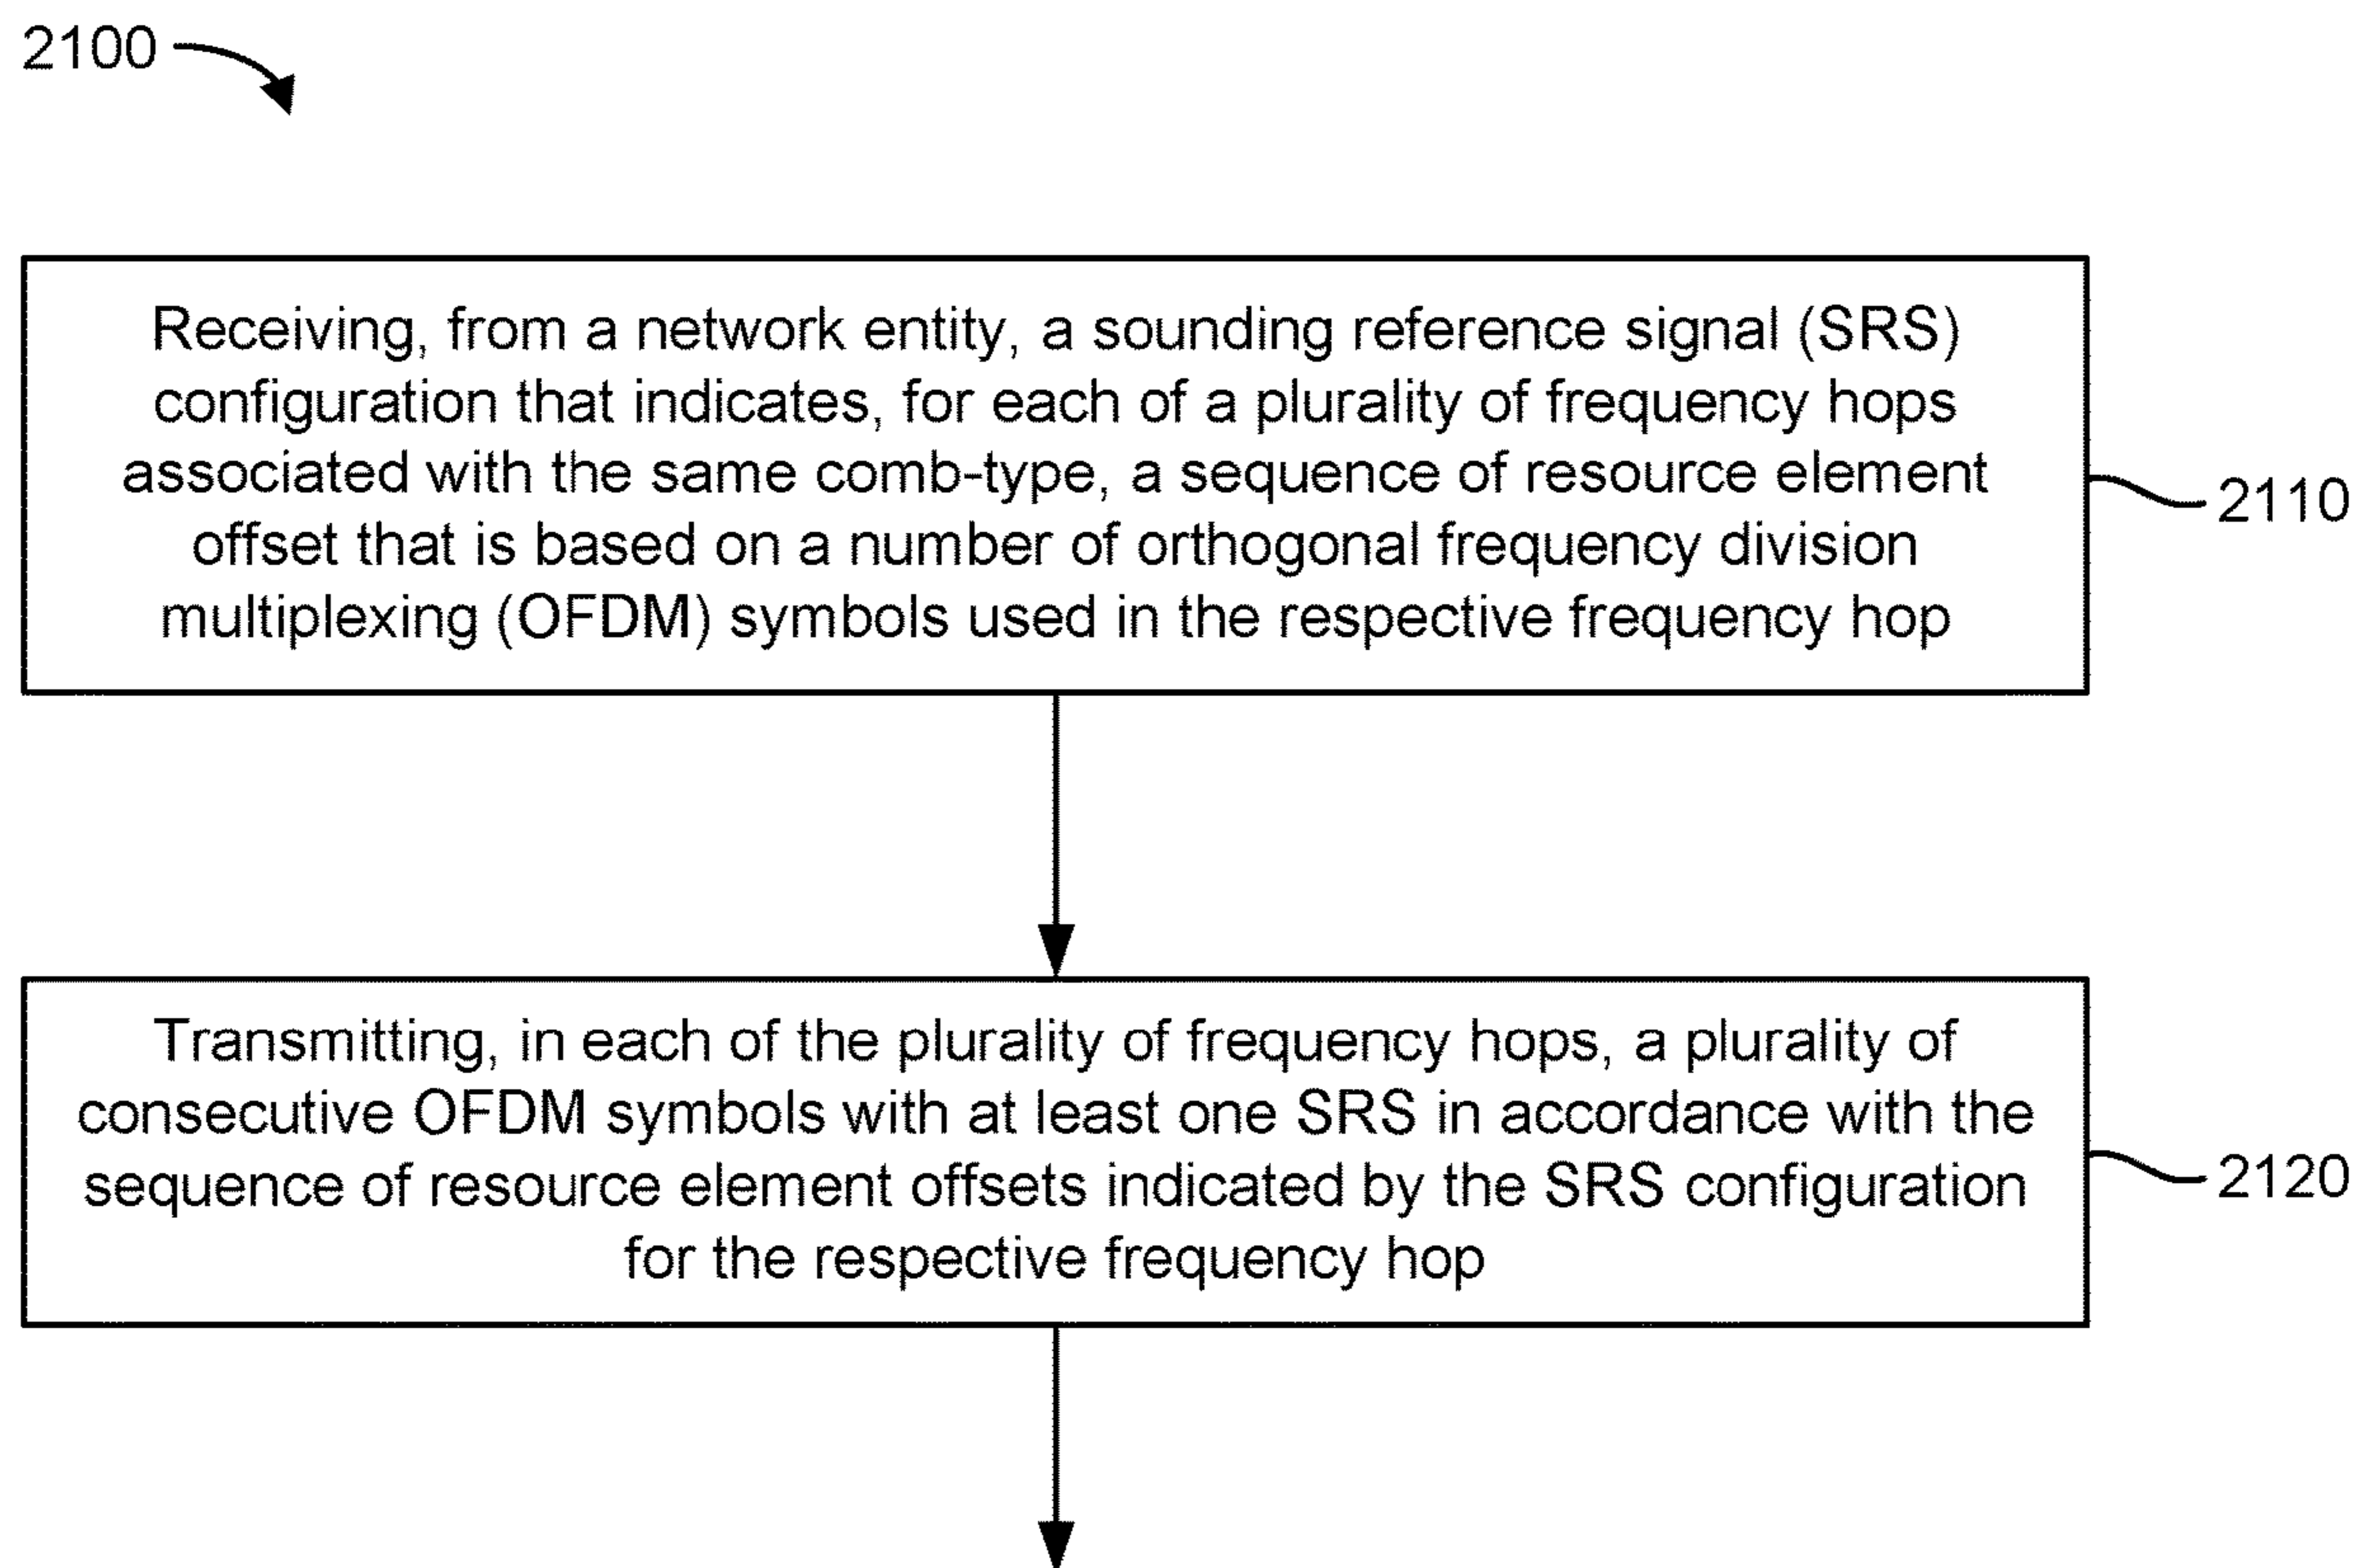 2100
Receiving, from a network entity, a sounding reference signal (SRS)
configuration that indicates, for each of a plurality of frequency hops
associated with the same comb-type, a sequence of resource element
offset that is based on a number of orthogonal frequency division
multiplexing (OFDM) symbols used in the respective frequency hop
2110
Transmitting, in each of the plurality of frequency hops, a plurality of
consecutive OFDM symbols with at least one SRS in accordance with the
sequence of resource element offsets indicated by the SRS configuration
for the respective frequency hop
2120